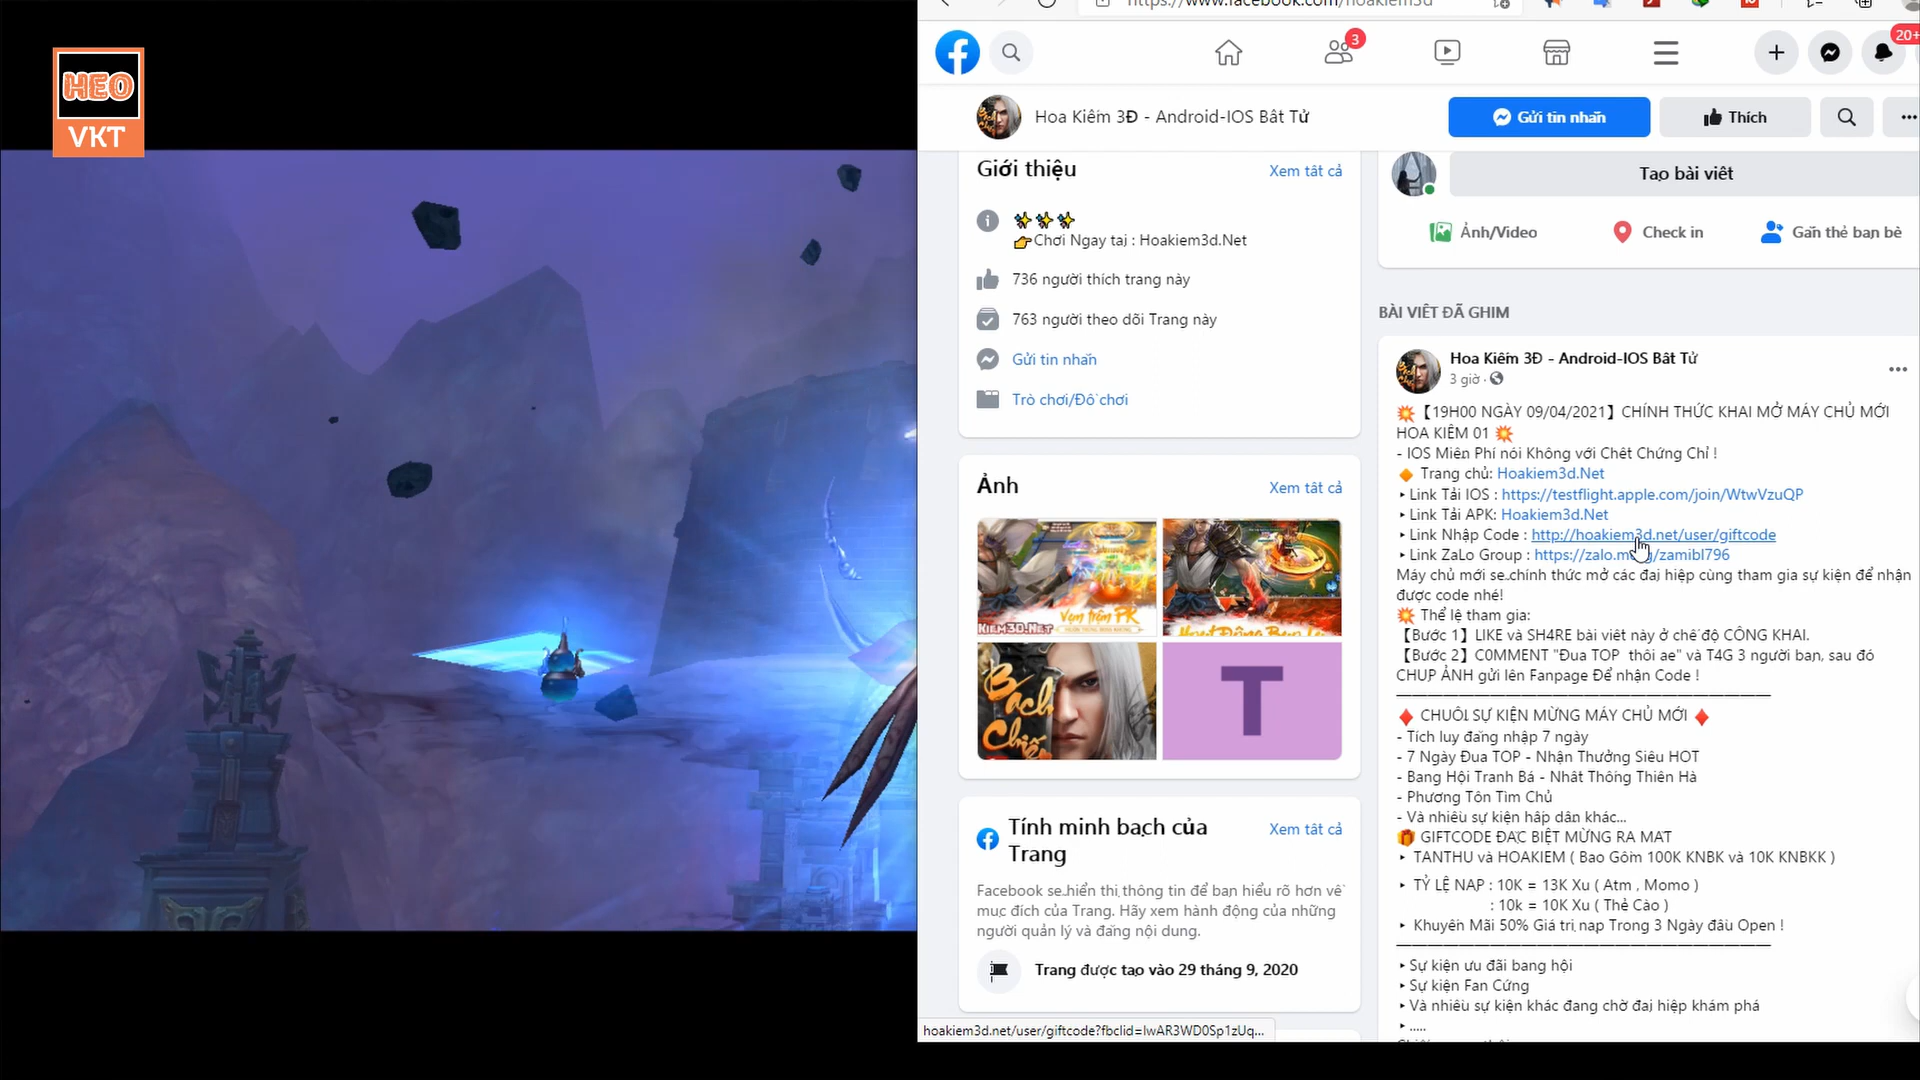 HEO
VKT
https://www.facebook.com/hoakiem3d
3
20+
Hoa Kiếm 3Đ - Android-IOS Bất Tử
Gửi tin nhắn
Thích
Giới thiệu
Xem tất cả
👉Chơi Ngay tại : Hoakiem3d.Net
736 người thích trang này
763 người theo dõi Trang này
Gửi tin nhắn
Trò chơi/Đồ chơi
Ảnh
Xem tất cả
KIEM3D.NET
Vạn trăm PK
Bách Chiến
T
Tính minh bạch của
Trang
Xem tất cả
Facebook sẽ hiển thị thông tin để bạn hiểu rõ hơn về
mục đích của Trang. Hãy xem hành động của những
người quản lý và đăng nội dung.
Trang được tạo vào 29 tháng 9, 2020
hoakiem3d.net/user/giftcode?fbclid=IwAR3WD0Sp1zUq...
Tạo bài viết
Ảnh/Video
Check in
Gắn thẻ bạn bè
BÀI VIẾT ĐÃ GHIM
Hoa Kiếm 3Đ - Android-IOS Bất Tử
3 giờ ·
💥【19H00 NGÀY 09/04/2021】CHÍNH THỨC KHAI MỞ MÁY CHỦ MỚI
HOA KIẾM 01 💥
- IOS Miễn Phí nói Không với Chết Chứng Chỉ !
🔸 Trang chủ: Hoakiem3d.Net
‣ Link Tải IOS : https://testflight.apple.com/join/WtwVzuQP
‣ Link Tải APK: Hoakiem3d.Net
‣ Link Nhập Code : http://hoakiem3d.net/user/giftcode
‣ Link ZaLo Group : https://zalo.me/g/zamibl796
Máy chủ mới sẽ chính thức mở các đại hiệp cùng tham gia sự kiện để nhận
được code nhé!
💥 Thể lệ tham gia:
【Bước 1】LIKE và SH4RE bài viết này ở chế độ CÔNG KHAI.
【Bước 2】C0MMENT "Đua TOP thôi ae" và T4G 3 người bạn, sau đó
CHỤP ẢNH gửi lên Fanpage Để nhận Code !
♦ CHUỖI SỰ KIỆN MỪNG MÁY CHỦ MỚI ♦
- Tích lũy đăng nhập 7 ngày
- 7 Ngày Đua TOP - Nhận Thưởng Siêu HOT
- Bang Hội Tranh Bá - Nhất Thống Thiên Hà
- Phương Tôn Tìm Chủ
- Và nhiều sự kiện hấp dẫn khác...
🎁 GIFTCODE ĐẶC BIỆT MỪNG RA MẮT
‣ TANTHU và HOAKIEM ( Bao Gồm 100K KNBK và 10K KNBKK )
‣ TỶ LỆ NẠP : 10K = 13K Xu ( Atm , Momo )
: 10k = 10K Xu ( Thẻ Cào )
‣ Khuyến Mãi 50% Giá trị nạp Trong 3 Ngày đầu Open !
‣ Sự kiện ưu đãi bang hội
‣ Sự kiện Fan Cứng
‣ Và nhiều sự kiện khác đang chờ đại hiệp khám phá
‣ .....